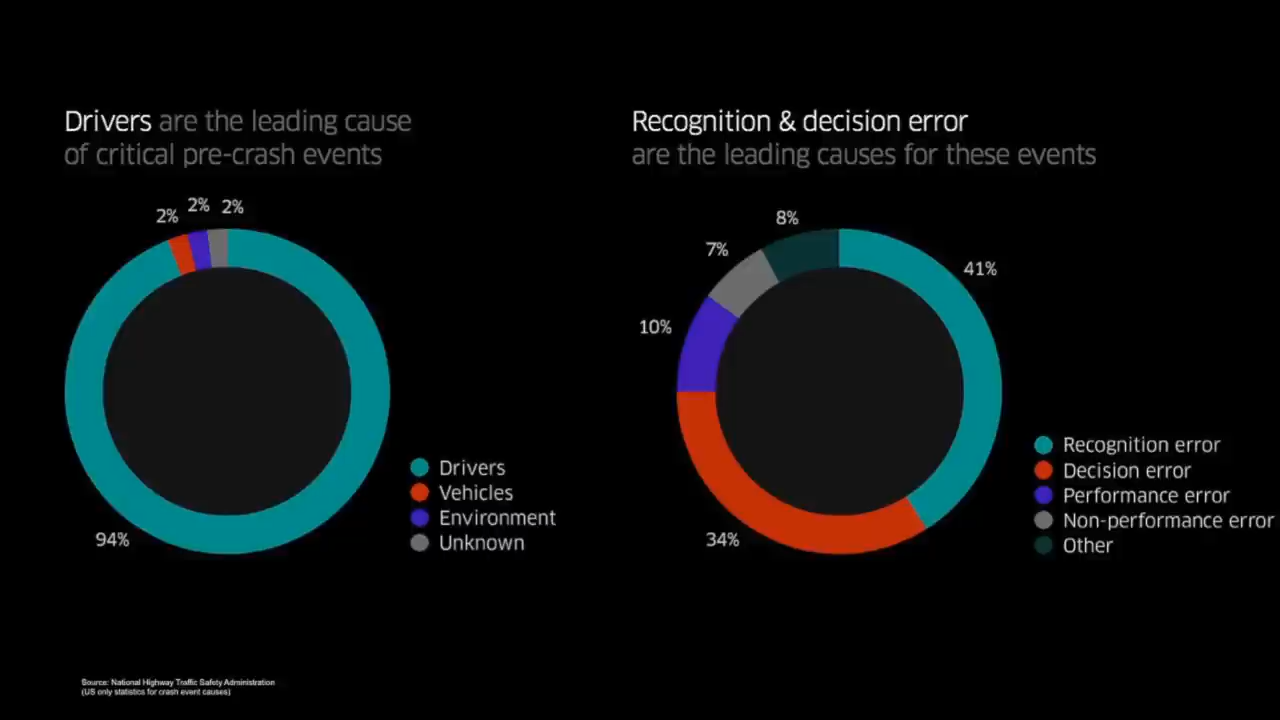 Drivers are the leading cause
of critical pre-crash events
2%
2%
2%
94%
Drivers
Vehicles
Environment
Unknown
Recognition & decision error
are the leading causes for these events
8%
7%
41%
10%
34%
Recognition error
Decision error
Performance error
Non-performance error
Other
Source: National Highway Traffic Safety Administration
(US only statistics for crash event causes)